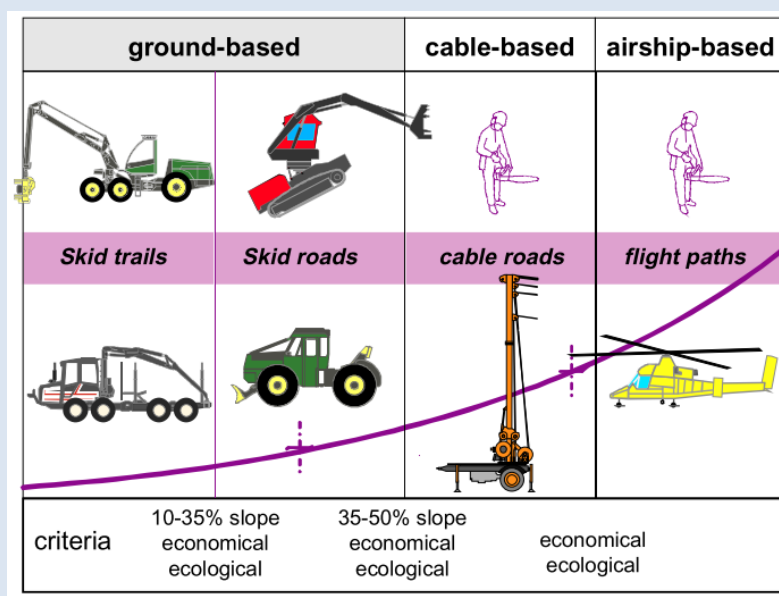 ground-based
cable-based
airship-based
Skid trails
Skid roads
cable roads
flight paths
criteria
10-35% slope
economical
ecological
35-50% slope
economical
ecological
economical
ecological